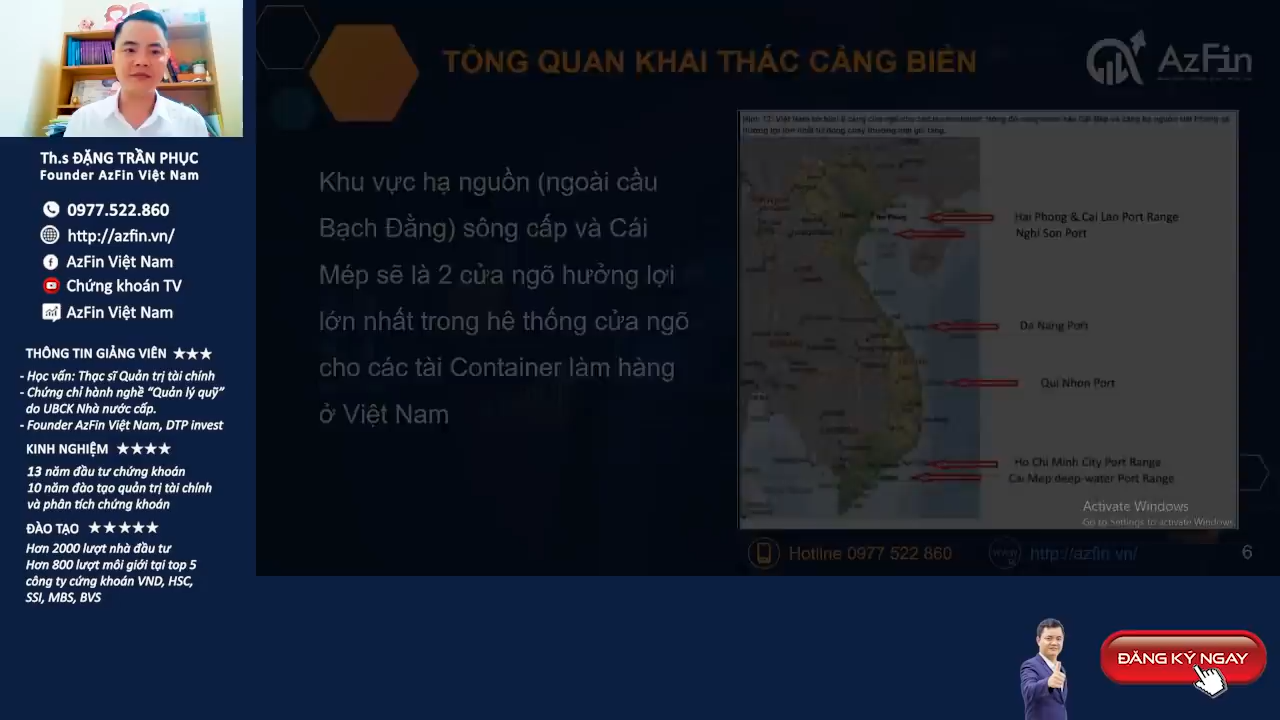 Th.s ĐẶNG TRẦN PHỤC
Founder AzFin Việt Nam
0977.522.860
http://azfin.vn/
AzFin Việt Nam
Chứng khoán TV
AzFin Việt Nam
THÔNG TIN GIẢNG VIÊN ★★★
- Học vấn: Thạc sĩ Quản trị tài chính
- Chứng chỉ hành nghề “Quản lý quỹ”
do UBCK Nhà nước cấp.
- Founder AzFin Việt Nam, DTP invest
KINH NGHIỆM ★★★★
13 năm đầu tư chứng khoán
10 năm đào tạo quản trị tài chính
và phân tích chứng khoán
ĐÀO TẠO ★★★★★
Hơn 2000 lượt nhà đầu tư
Hơn 800 lượt môi giới tại top 5
công ty cứng khoán VND, HSC,
SSI, MBS, BVS
TỔNG QUAN KHAI THÁC CẢNG BIỂN
AzFin
Khu vực hạ nguồn (ngoài cầu
Bạch Đằng) sông cấp và Cái
Mép sẽ là 2 cửa ngõ hưởng lợi
lớn nhất trong hê thống cửa ngõ
cho các tài Container làm hàng
ở Việt Nam
Hai Phong & Cai Lan Port Range
Nghi Son Port
Da Nang Port
Qui Nhon Port
Ho Chi Minh City Port Range
Cai Mep deep-water Port Range
Activate Windows
Go to Settings to activate Windows.
Hotline 0977 522 860
http://azfin.vn/
6
ĐĂNG KÝ NGAY